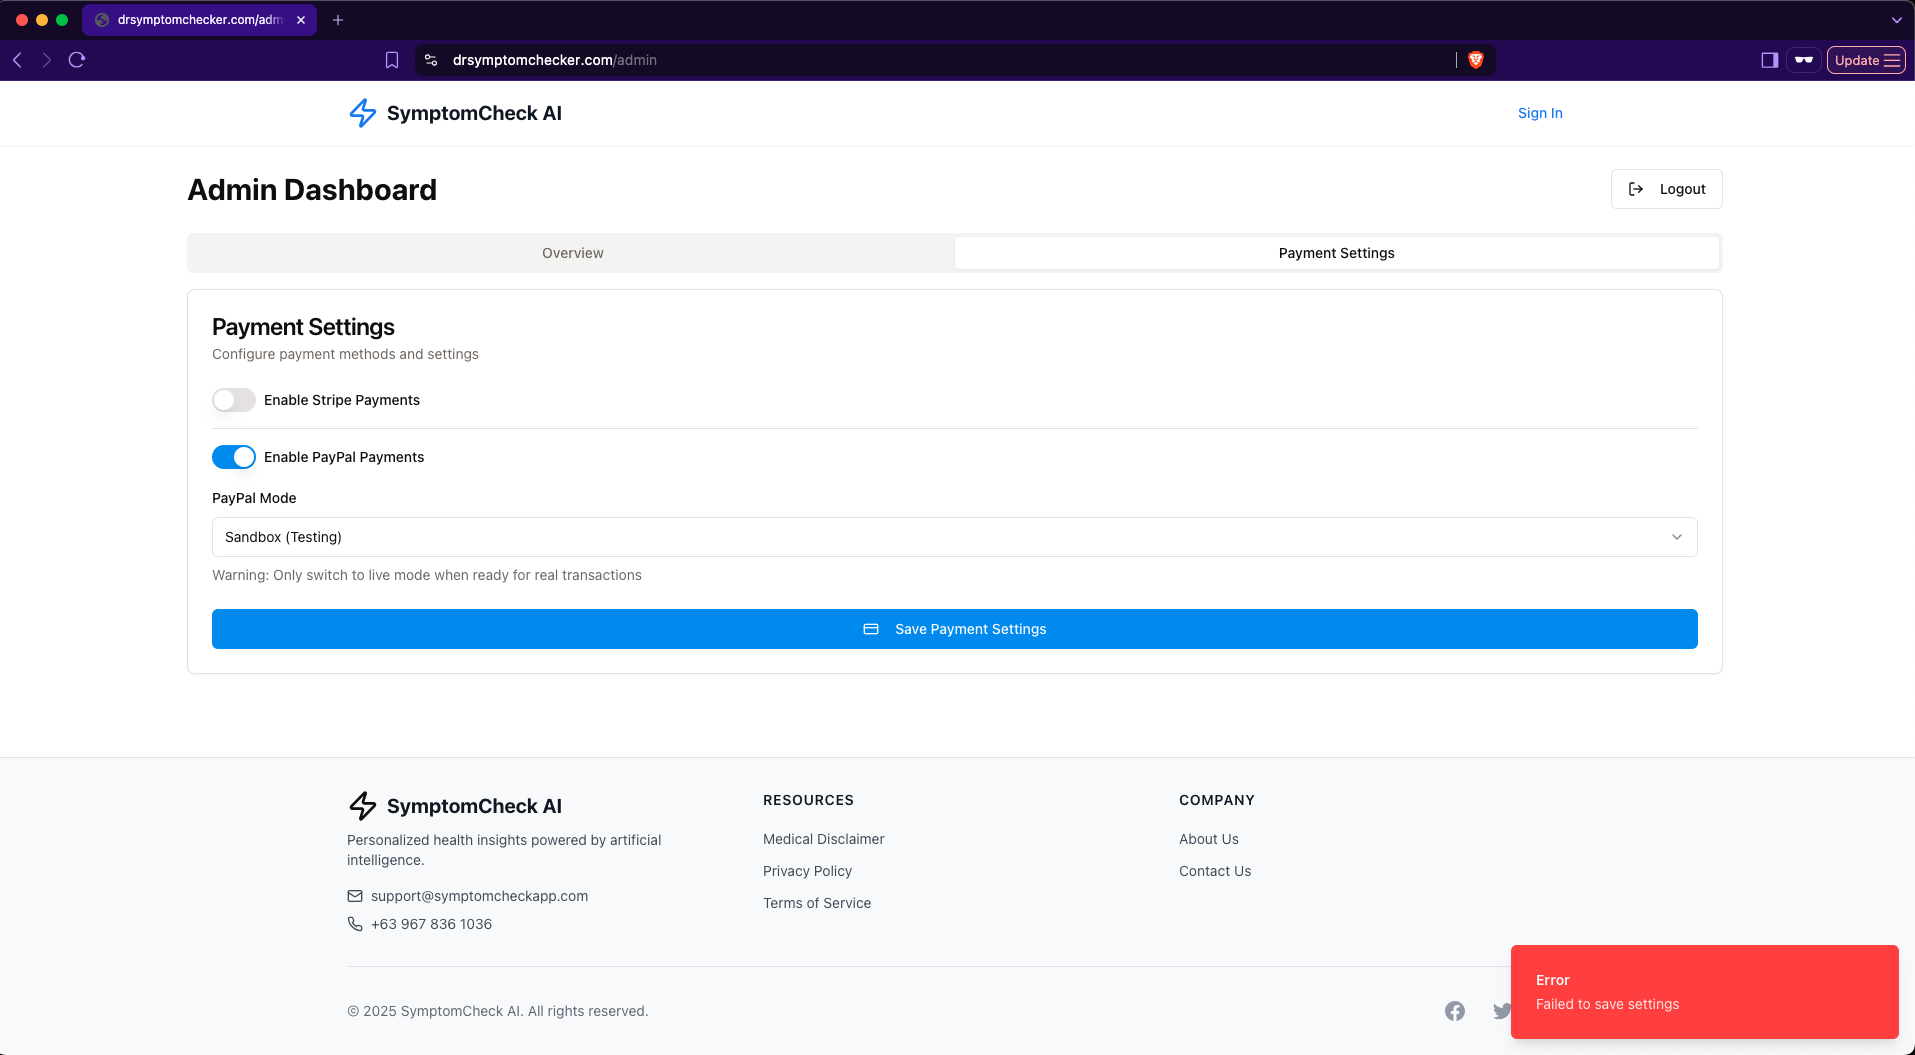 drsymptomchecker.com/adm
drsymptomchecker.com/admin
Update
SymptomCheck AI
Sign In
Admin Dashboard
Logout
Overview
Payment Settings
Payment Settings
Configure payment methods and settings
Enable Stripe Payments
Enable PayPal Payments
PayPal Mode
Sandbox (Testing)
Warning: Only switch to live mode when ready for real transactions
Save Payment Settings
SymptomCheck AI
Personalized health insights powered by artificial
intelligence.
support@symptomcheckapp.com
+63 967 836 1036
RESOURCES
Medical Disclaimer
Privacy Policy
Terms of Service
COMPANY
About Us
Contact Us
© 2025 SymptomCheck AI. All rights reserved.
Error
Failed to save settings